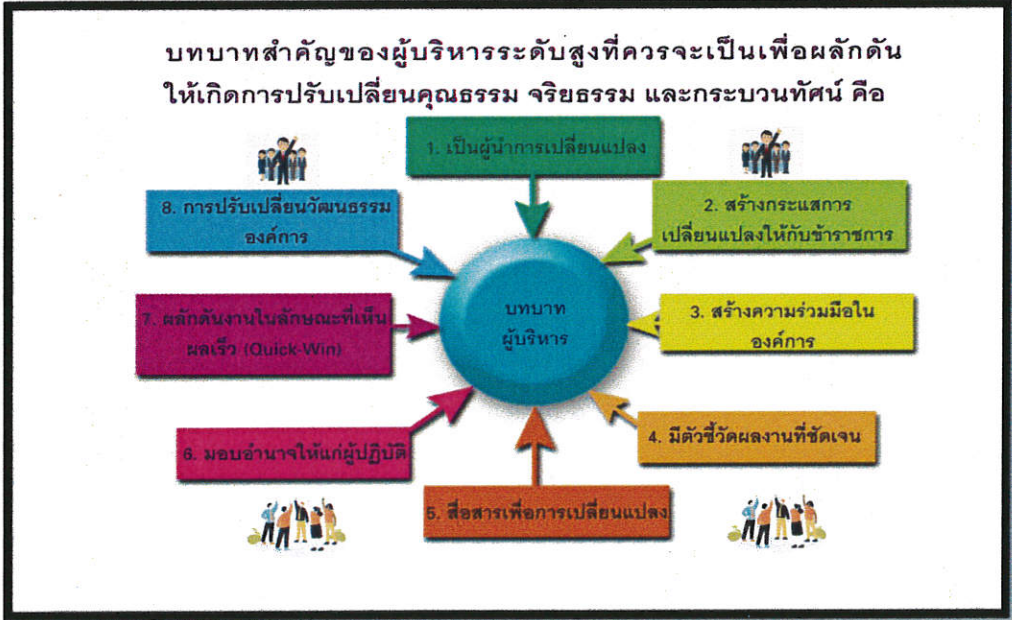 บทบาทสำคัญของผู้บริหารระดับสูงที่ควรจะเป็นเพื่อผลักดัน
ให้เกิดการปรับเปลี่ยนคุณธรรม จริยธรรม และกระบวนทัศน์ คือ
1. เป็นผู้นำการเปลี่ยนแปลง
2. สร้างกระแสการ
เปลี่ยนแปลงให้กับข้าราชการ
3. สร้างความร่วมมือใน
องค์การ
4. มีตัวชี้วัดผลงานที่ชัดเจน
5. สื่อสารเพื่อการเปลี่ยนแปลง
6. มอบอำนาจให้แก่ผู้ปฏิบัติ
7. ผลักดันงานในลักษณะที่เห็น
ผลเร็ว (Quick-Win)
8. การปรับเปลี่ยนวัฒนธรรม
องค์การ
บทบาท
ผู้บริหาร